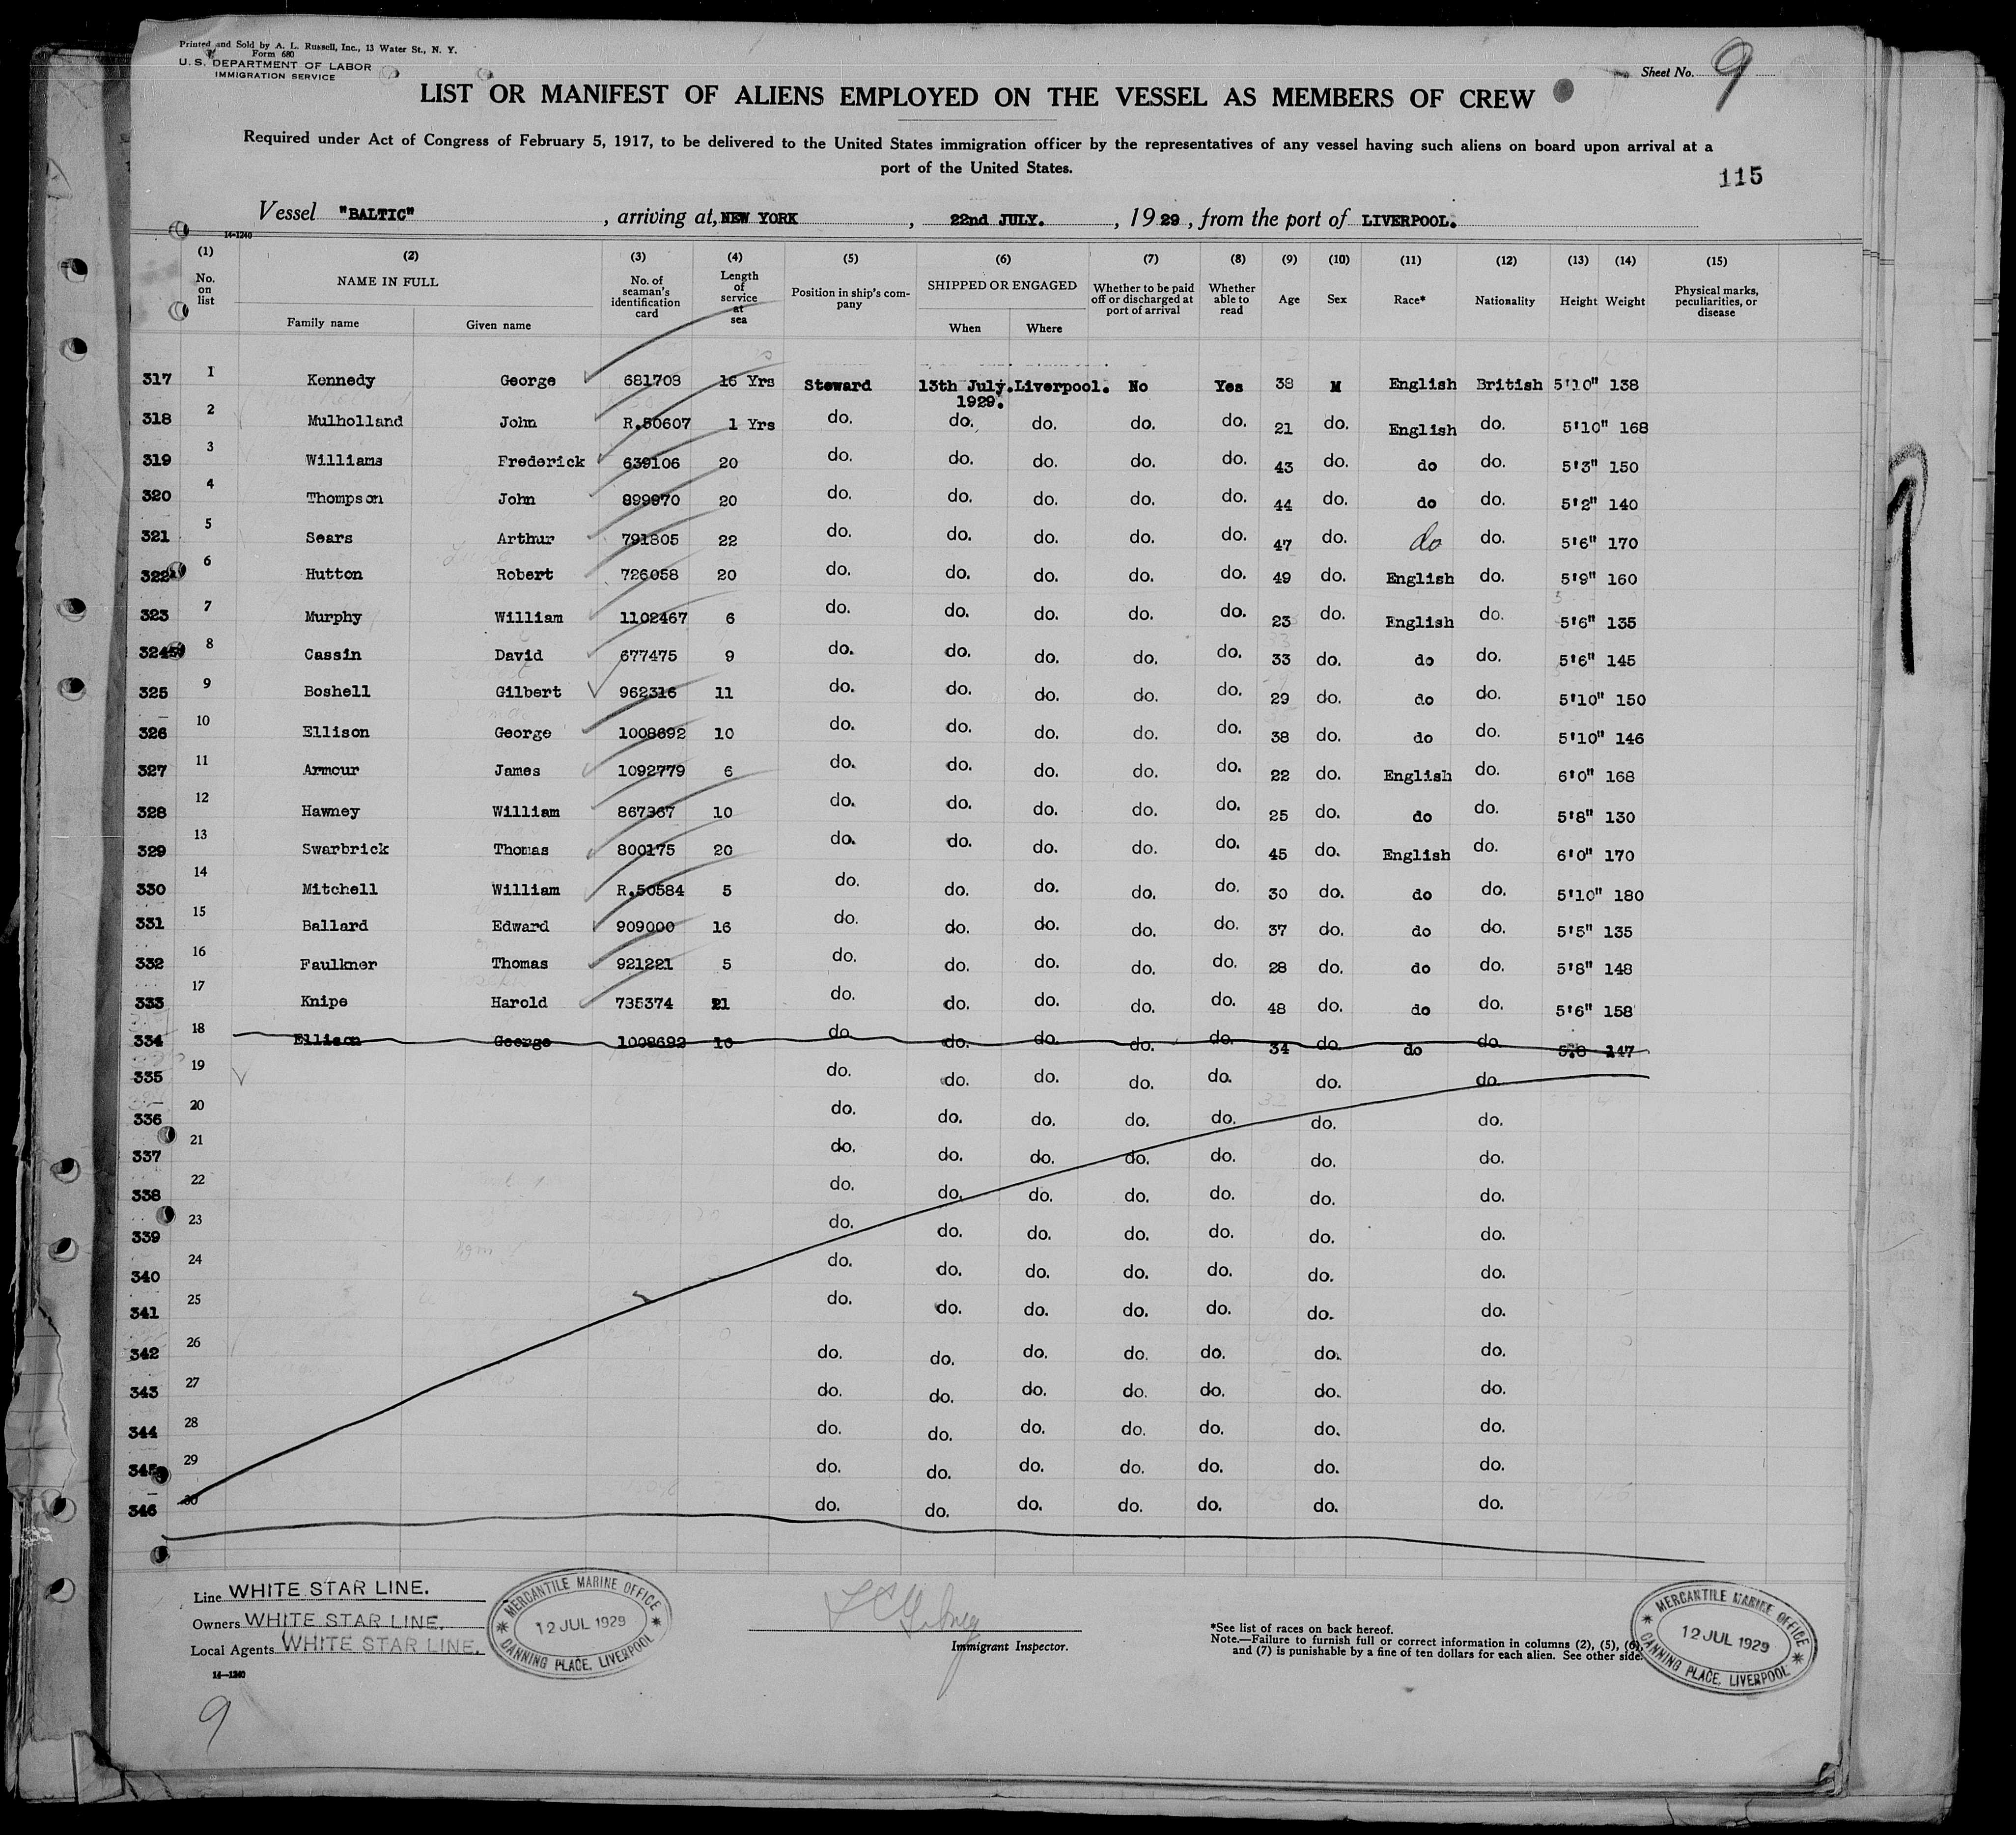 Printed and Sold by A. L. Russell, Inc., 13 Water St., N. Y.
Form 680
U. S. DEPARTMENT OF LABOR
IMMIGRATION SERVICE
Sheet No. 9
LIST OR MANIFEST OF ALIENS EMPLOYED ON THE VESSEL AS MEMBERS OF CREW
Required under Act of Congress of February 5, 1917, to be delivered to the United States immigration officer by the representatives of any vessel having such aliens on board upon arrival at a
port of the United States.
115
Vessel "BALTIC" , arriving at, NEW YORK , 22nd JULY. , 1929, from the port of LIVERPOOL.
14-1240
(1) (2) (3) (4) (5) (6) (7) (8) (9) (10) (11) (12) (13) (14) (15)
No. on list NAME IN FULL No. of seaman's identification card Length of service at sea Position in ship's company SHIPPED OR ENGAGED Whether to be paid off or discharged at port of arrival Whether able to read Age Sex Race* Nationality Height Weight Physical marks, peculiarities, or disease
Family name Given name When Where
317 1 Kennedy George 681703 16 Yrs Steward 13th July. 1929. Liverpool. No Yes 38 M English British 5'10" 138
318 2 Mulholland John R.50607 1 Yrs do. do. do. do. do. 21 do. English do. 5'10" 168
319 3 Williams Frederick 639106 20 do. do. do. do. do. 43 do. do do. 5'3" 150
320 4 Thompson John 899970 20 do. do. do. do. do. 44 do. do do. 5'2" 140
321 5 Sears Arthur 791805 22 do. do. do. do. do. 47 do. do do. 5'6" 170
322 6 Hutton Robert 726058 20 do. do. do. do. do. 49 do. English do. 5'9" 160
323 7 Murphy William 1102467 6 do. do. do. do. do. 23 do. English do. 5'6" 135
324 8 Cassin David 677475 9 do. do. do. do. do. 33 do. do do. 5'6" 145
325 9 Boshell Gilbert 962316 11 do. do. do. do. do. 29 do. do do. 5'10" 150
326 10 Ellison George 1008692 10 do. do. do. do. do. 38 do. do do. 5'10" 146
327 11 Armour James 1092779 6 do. do. do. do. do. 22 do. English do. 6'0" 168
328 12 Hawney William 867367 10 do. do. do. do. do. 25 do. do do. 5'8" 130
329 13 Swarbrick Thomas 800175 20 do. do. do. do. do. 45 do. English do. 6'0" 170
330 14 Mitchell William R.50584 5 do. do. do. do. do. 30 do. do do. 5'10" 180
331 15 Ballard Edward 909000 16 do. do. do. do. do. 37 do. do do. 5'5" 135
332 16 Faulkner Thomas 921221 5 do. do. do. do. do. 28 do. do do. 5'8" 148
333 17 Knipe Harold 735374 21 do. do. do. do. do. 48 do. do do. 5'6" 158
334 18 Ellison George 1008692 10 do. do. do. do. do. 34 do. do do. 5'8 147
335 19 do. do. do. do. do. do. do.
336 20 do. do. do. do. do. do. do.
337 21 do. do. do. do. do. do. do.
338 22 do. do. do. do. do. do. do.
339 23 do. do. do. do. do. do. do.
340 24 do. do. do. do. do. do. do.
341 25 do. do. do. do. do. do. do.
342 26 do. do. do. do. do. do. do.
343 27 do. do. do. do. do. do. do.
344 28 do. do. do. do. do. do. do.
345 29 do. do. do. do. do. do. do.
346 30 do. do. do. do. do. do. do.
Line WHITE STAR LINE.
Owners WHITE STAR LINE.
Local Agents WHITE STAR LINE.
14-1240
MERCANTILE MARINE OFFICE
12 JUL 1929
CANNING PLACE, LIVERPOOL
Immigrant Inspector.
*See list of races on back hereof.
Note.—Failure to furnish full or correct information in columns (2), (5), (6),
and (7) is punishable by a fine of ten dollars for each alien. See other side.
MERCANTILE MARINE OFFICE
12 JUL 1929
CANNING PLACE, LIVERPOOL
9